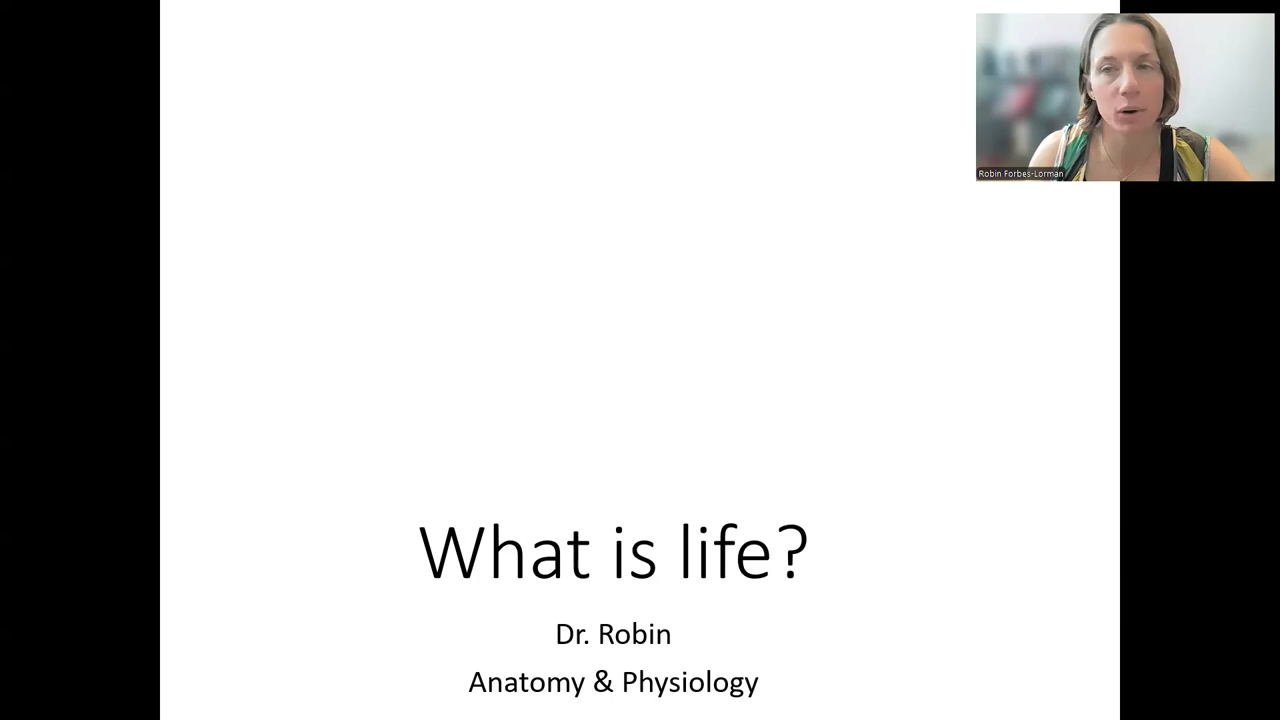 Robin Forbes-Lorman
What is life?
Dr. Robin
Anatomy & Physiology